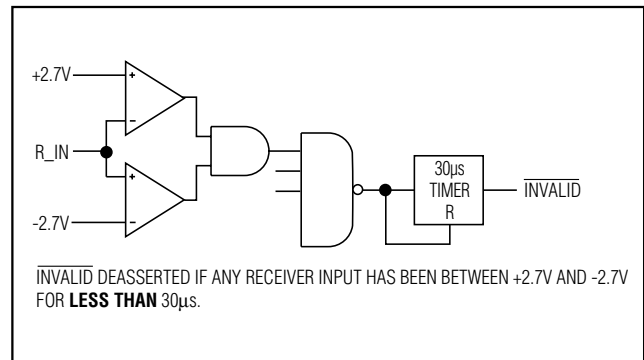 +2.7V
+
-
R_IN
+
-
-2.7V
30μs
TIMER
R
INVALID
INVALID DEASSERTED IF ANY RECEIVER INPUT HAS BEEN BETWEEN +2.7V AND -2.7V
FOR LESS THAN 30μs.